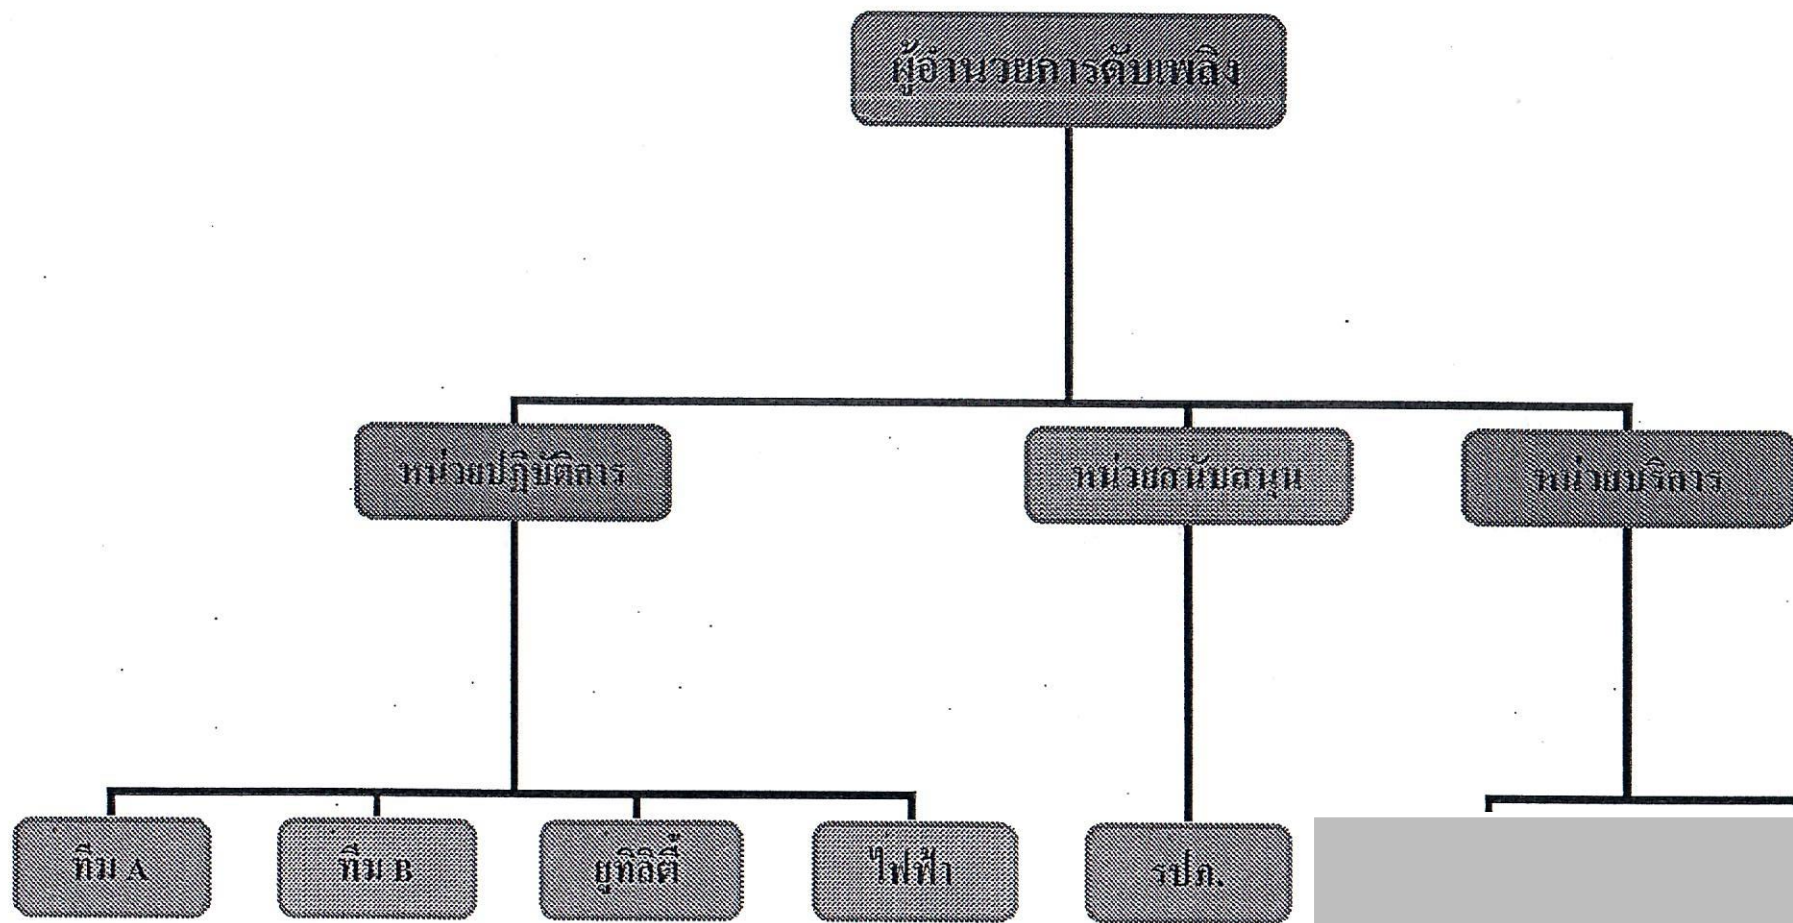 ผู้อำนวยการดับเพลิง
หน่วยปฏิบัติการ
หน่วยสนับสนุน
หน่วยบริการ
ทีม A
ทีม B
ยูทิลิตี้
ไฟฟ้า
รปภ.